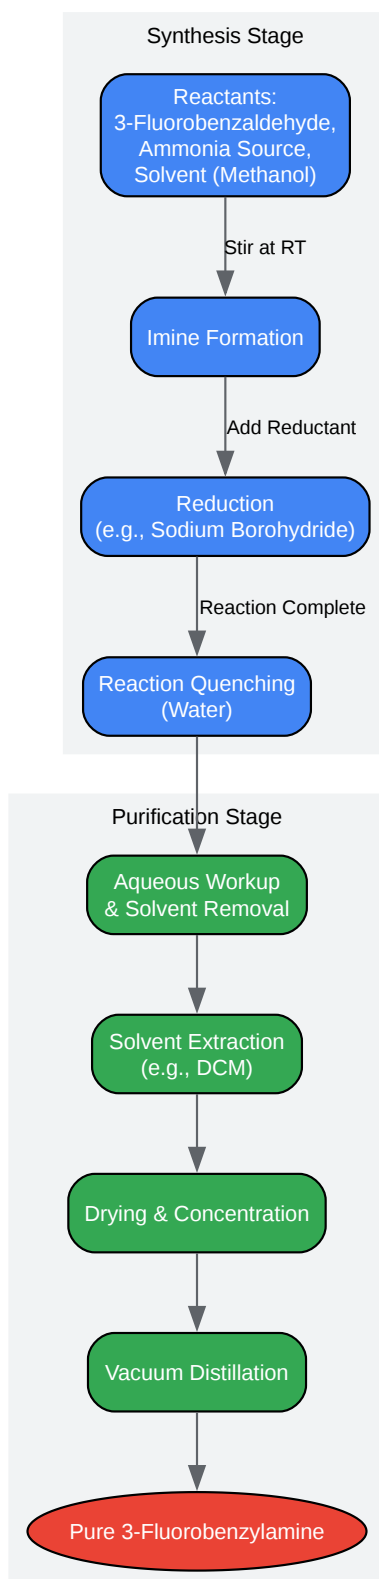 Synthesis Stage
Reactants:
3-Fluorobenzaldehyde,
Ammonia Source,
Solvent (Methanol)
Stir at RT
Imine Formation
Add Reductant
Reduction
(e.g., Sodium Borohydride)
Reaction Complete
Reaction Quenching
(Water)
Purification Stage
Aqueous Workup
& Solvent Removal
Solvent Extraction
(e.g., DCM)
Drying & Concentration
Vacuum Distillation
Pure 3-Fluorobenzylamine